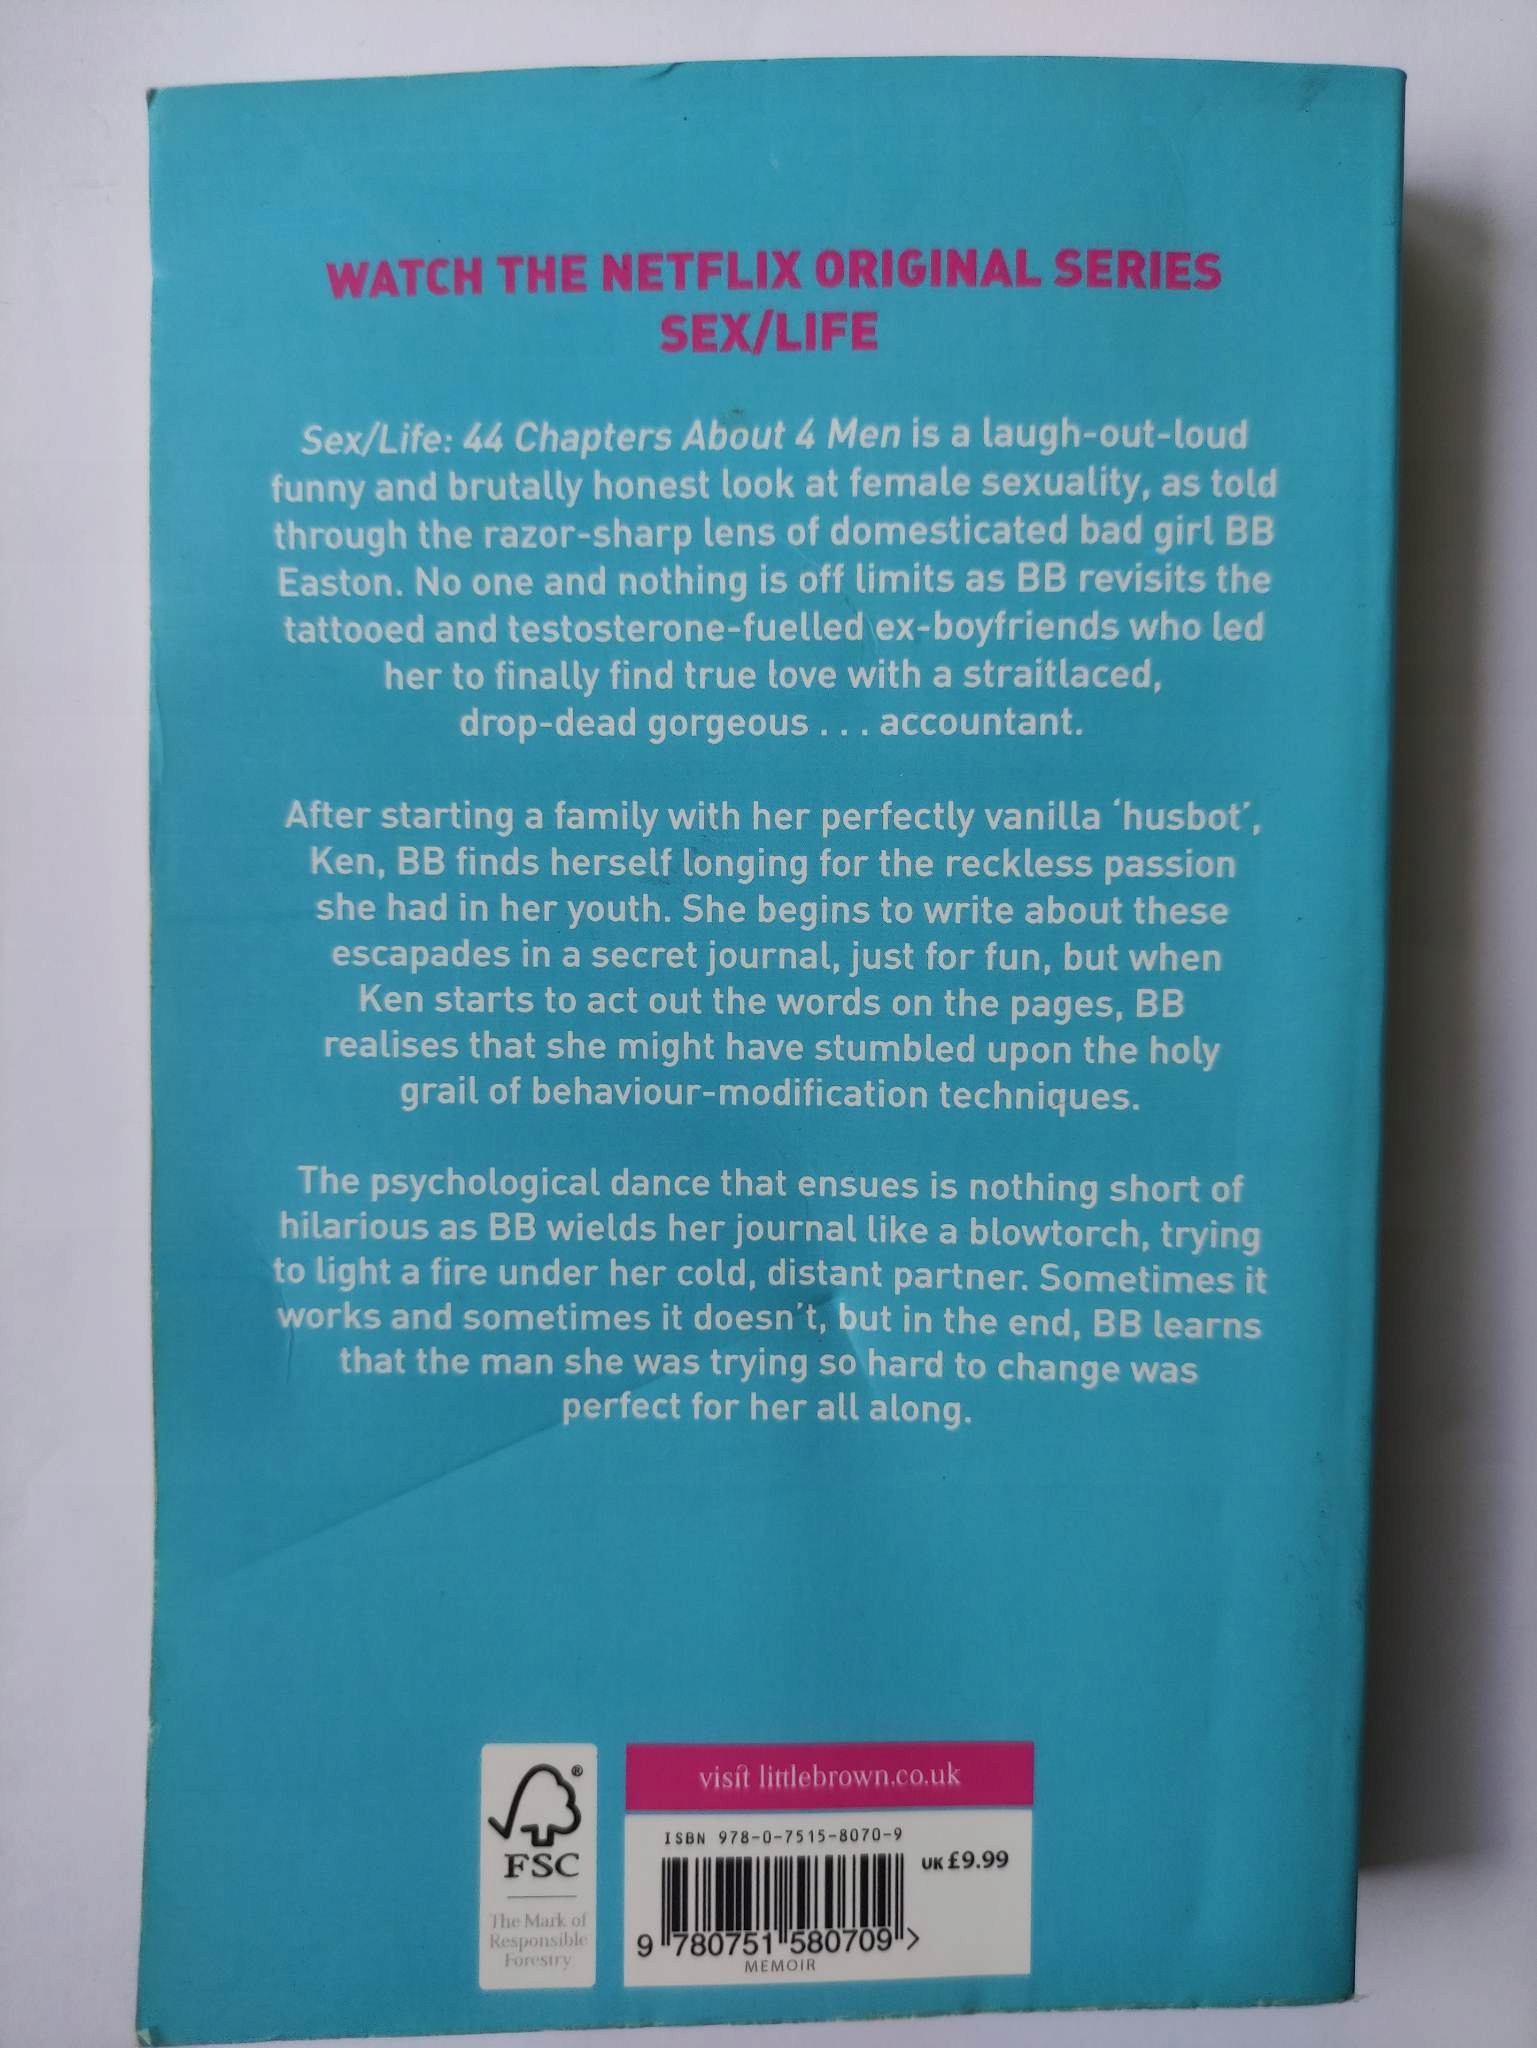 WATCH THE NETFLIX ORIGINAL SERIES
SEX/LIFE
Sex/Life: 44 Chapters About 4 Men is a laugh-out-loud
funny and brutally honest look at female sexuality, as told
through the razor-sharp lens of domesticated bad girl BB
Easton. No one and nothing is off limits as BB revisits the
tattooed and testosterone-fuelled ex-boyfriends who led
her to finally find true love with a straitlaced,
drop-dead gorgeous . . . accountant.
After starting a family with her perfectly vanilla ‘husbot’,
Ken, BB finds herself longing for the reckless passion
she had in her youth. She begins to write about these
escapades in a secret journal, just for fun, but when
Ken starts to act out the words on the pages, BB
realises that she might have stumbled upon the holy
grail of behaviour-modification techniques.
The psychological dance that ensues is nothing short of
hilarious as BB wields her journal like a blowtorch, trying
to light a fire under her cold, distant partner. Sometimes it
works and sometimes it doesn’t, but in the end, BB learns
that the man she was trying so hard to change was
perfect for her all along.
®
FSC
The Mark of
Responsible
Forestry
visit littlebrown.co.uk
ISBN 978-0-7515-8070-9
UK £9.99
9 780751 580709 >
MEMOIR